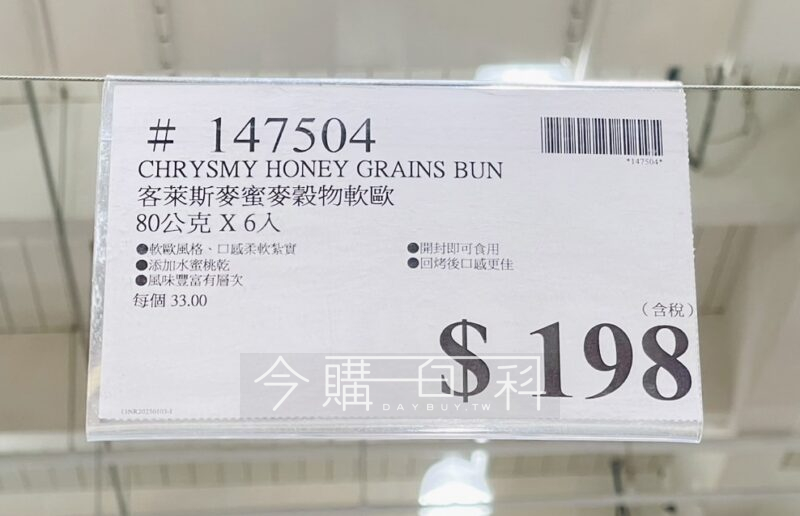 # 147504
*147504*
CHRYSMY HONEY GRAINS BUN
客萊斯麥蜜麥穀物軟歐
80公克 X 6入
●軟歐風格、口感柔軟紮實
●添加水蜜桃乾
●風味豐富有層次
●開封即可食用
●回烤後口感更佳
每個 33.00
(含稅)
$ 198
今購百科
DAYBUY.TW